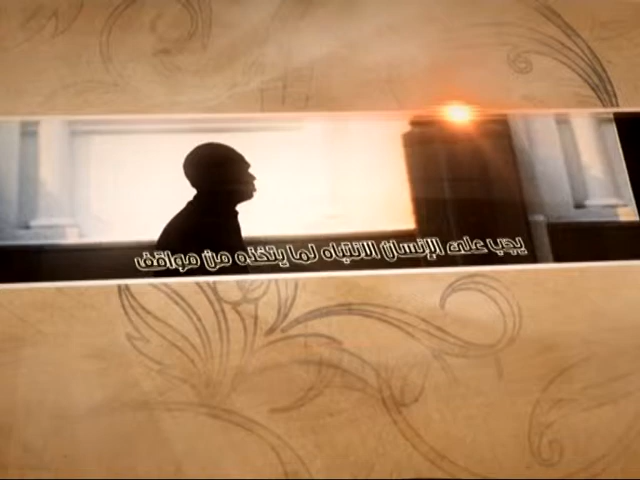 يجب على الإنسان الانتباه لما يتخذه من مواقف